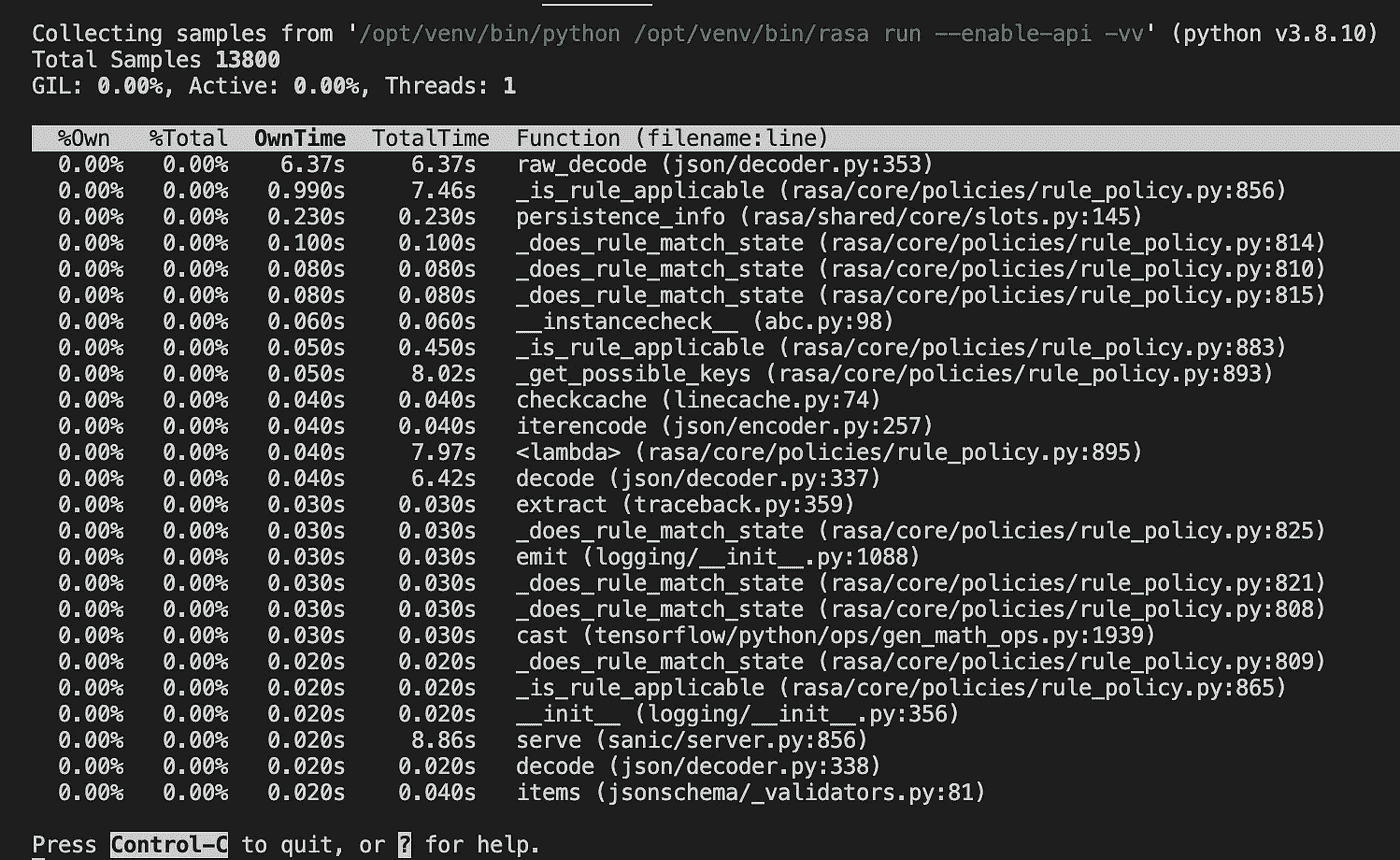 Collecting samples from '/opt/venv/bin/python /opt/venv/bin/rasa run --enable-api -vv' (python v3.8.10)
Total Samples 13800
GIL: 0.00%, Active: 0.00%, Threads: 1
%Own %Total OwnTime TotalTime Function (filename:line)
0.00% 0.00% 6.37s 6.37s raw_decode (json/decoder.py:353)
0.00% 0.00% 0.990s 7.46s _is_rule_applicable (rasa/core/policies/rule_policy.py:856)
0.00% 0.00% 0.230s 0.230s persistence_info (rasa/shared/core/slots.py:145)
0.00% 0.00% 0.100s 0.100s _does_rule_match_state (rasa/core/policies/rule_policy.py:814)
0.00% 0.00% 0.080s 0.080s _does_rule_match_state (rasa/core/policies/rule_policy.py:810)
0.00% 0.00% 0.080s 0.080s _does_rule_match_state (rasa/core/policies/rule_policy.py:815)
0.00% 0.00% 0.060s 0.060s __instancecheck__ (abc.py:98)
0.00% 0.00% 0.050s 0.450s _is_rule_applicable (rasa/core/policies/rule_policy.py:883)
0.00% 0.00% 0.050s 8.02s _get_possible_keys (rasa/core/policies/rule_policy.py:893)
0.00% 0.00% 0.040s 0.040s checkcache (linecache.py:74)
0.00% 0.00% 0.040s 0.040s iterencode (json/encoder.py:257)
0.00% 0.00% 0.040s 7.97s <lambda> (rasa/core/policies/rule_policy.py:895)
0.00% 0.00% 0.040s 6.42s decode (json/decoder.py:337)
0.00% 0.00% 0.030s 0.030s extract (traceback.py:359)
0.00% 0.00% 0.030s 0.030s _does_rule_match_state (rasa/core/policies/rule_policy.py:825)
0.00% 0.00% 0.030s 0.030s emit (logging/__init__.py:1088)
0.00% 0.00% 0.030s 0.030s _does_rule_match_state (rasa/core/policies/rule_policy.py:821)
0.00% 0.00% 0.030s 0.030s _does_rule_match_state (rasa/core/policies/rule_policy.py:808)
0.00% 0.00% 0.030s 0.030s cast (tensorflow/python/ops/gen_math_ops.py:1939)
0.00% 0.00% 0.020s 0.020s _does_rule_match_state (rasa/core/policies/rule_policy.py:809)
0.00% 0.00% 0.020s 0.020s _is_rule_applicable (rasa/core/policies/rule_policy.py:865)
0.00% 0.00% 0.020s 0.020s __init__ (logging/__init__.py:356)
0.00% 0.00% 0.020s 8.86s serve (sanic/server.py:856)
0.00% 0.00% 0.020s 0.020s decode (json/decoder.py:338)
0.00% 0.00% 0.020s 0.040s items (jsonschema/_validators.py:81)
Press Control-C to quit, or ? for help.